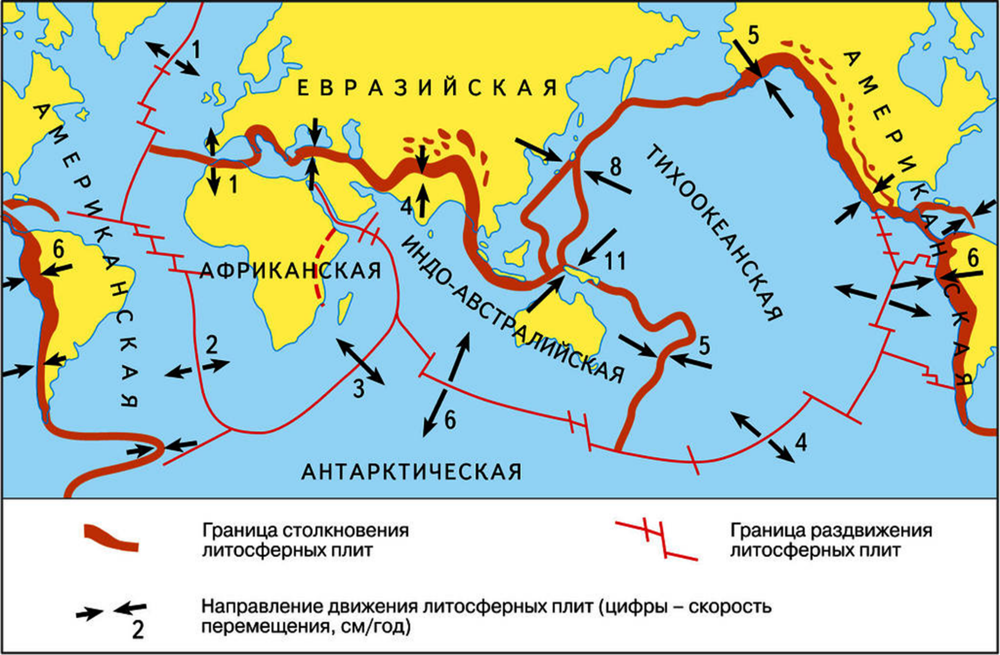 5
1
ЕВРАЗИЙСКАЯ
АМЕРИКАНСКАЯ
АМЕРИКАНСКАЯ
8
1
4
ТИХООКЕАНСКАЯ
6
АФРИКАНСКАЯ
ИНДО-АВСТРАЛИЙСКАЯ
11
6
2
5
3
6
4
АНТАРКТИЧЕСКАЯ
Граница столкновения
литосферных плит
Граница раздвижения
литосферных плит
2
Направление движения литосферных плит (цифры – скорость
перемещения, см/год)